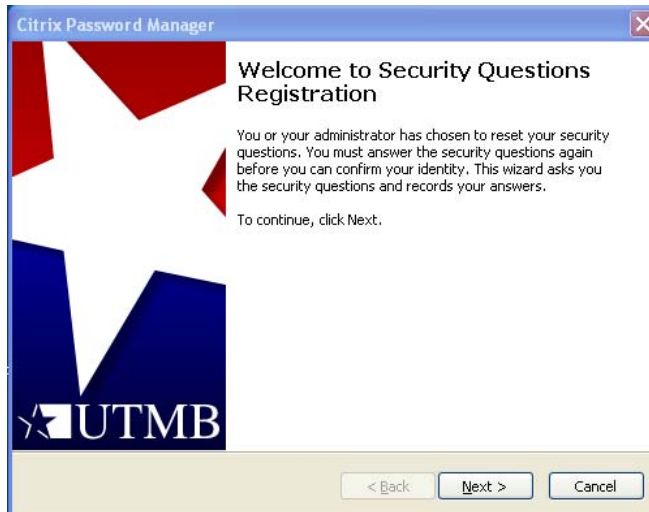 Citrix Password Manager
Welcome to Security Questions
Registration
You or your administrator has chosen to reset your security
questions. You must answer the security questions again
before you can confirm your identity. This wizard asks you
the security questions and records your answers.
To continue, click Next.
UTMB
< Back
Next >
Cancel